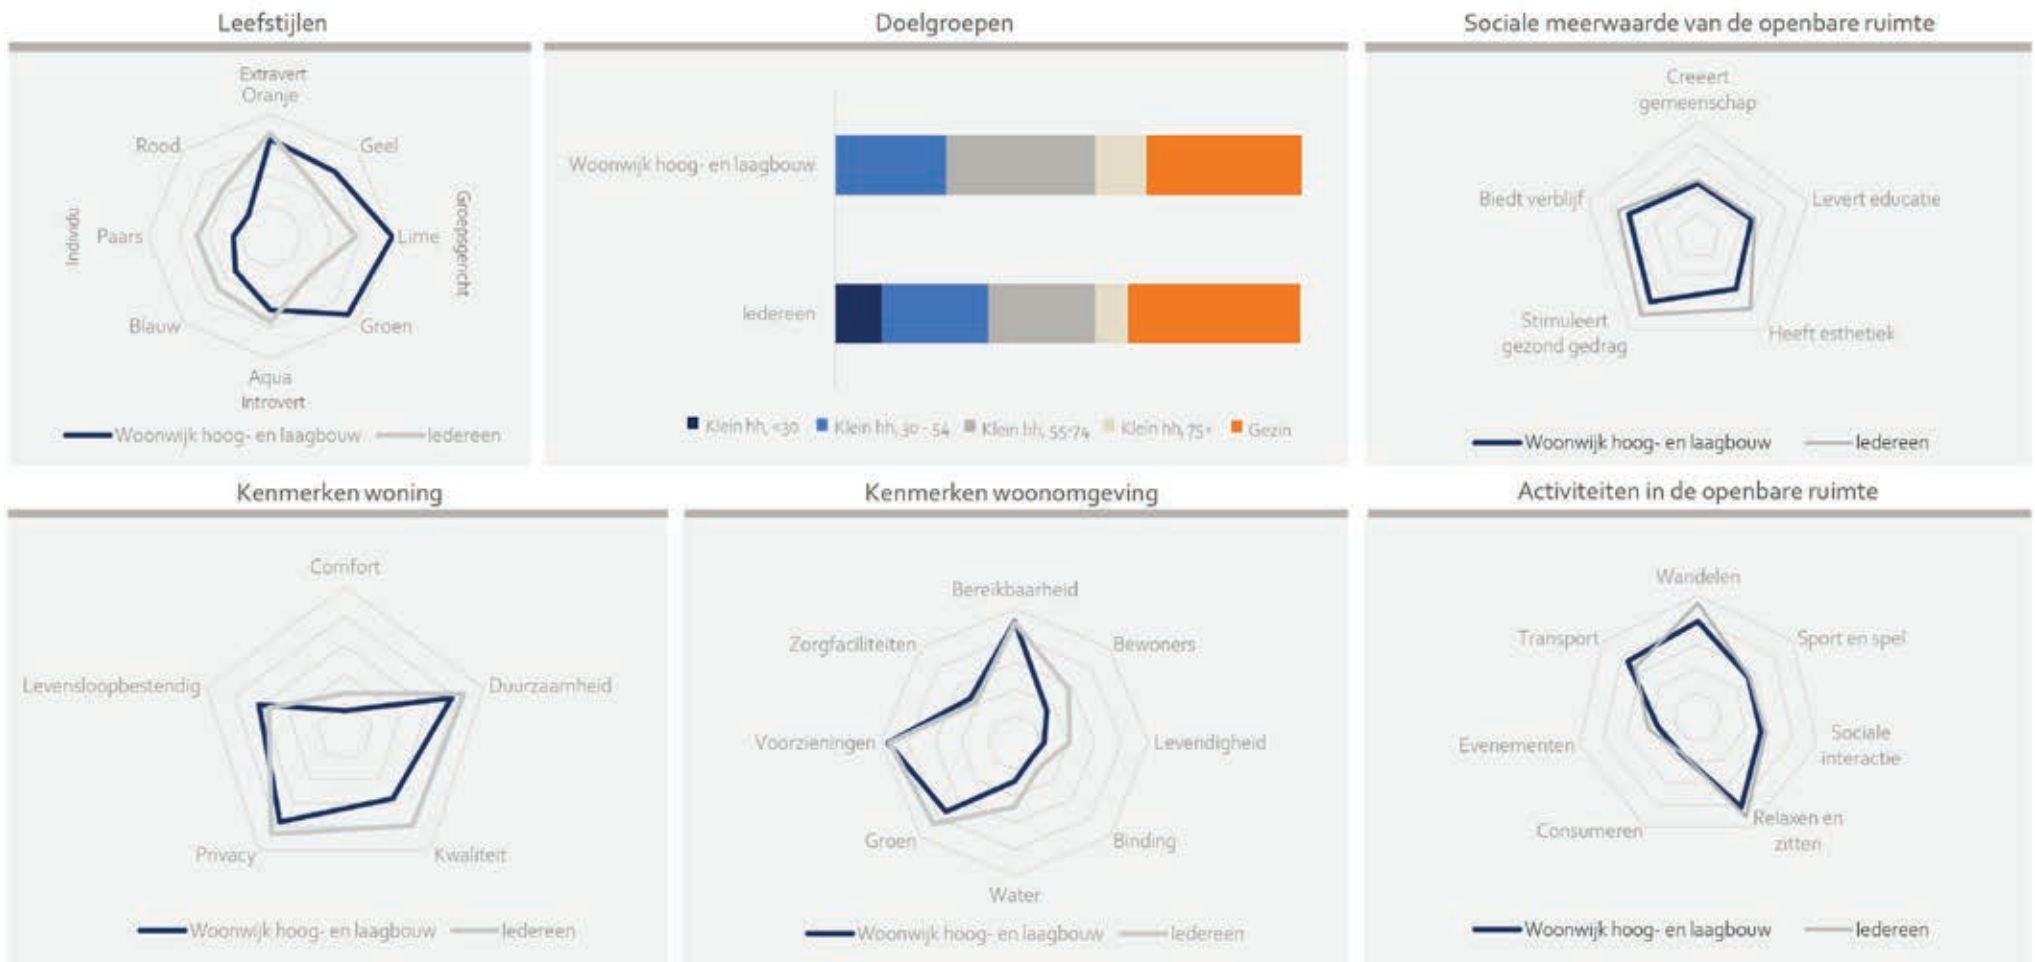 Leefstijlen
Extravert
Oranje
Rood
Geel
Individu
Paars
Lime
Groepsgericht
Blauw
Groen
Aqua
Introvert
Woonwijk hoog- en laagbouw
Iedereen
Doelgroepen
Woonwijk hoog- en laagbouw
Iedereen
Klein hh, <30
Klein hh, 30 - 54
Klein hh, 55-74
Klein hh, 75+
Gezin
Sociale meerwaarde van de openbare ruimte
Creëert
gemeenschap
Biedt verblijf
Levert educatie
Stimuleert
gezond gedrag
Heeft esthetiek
Woonwijk hoog- en laagbouw
Iedereen
Kenmerken woning
Comfort
Levensloopbestendig
Duurzaamheid
Privacy
Kwaliteit
Woonwijk hoog- en laagbouw
Iedereen
Kenmerken woonomgeving
Bereikbaarheid
Zorgfaciliteiten
Bewoners
Voorzieningen
Levendigheid
Groen
Binding
Water
Woonwijk hoog- en laagbouw
Iedereen
Activiteiten in de openbare ruimte
Wandelen
Transport
Sport en spel
Evenementen
Sociale
interactie
Consumeren
Relaxen en
zitten
Woonwijk hoog- en laagbouw
Iedereen